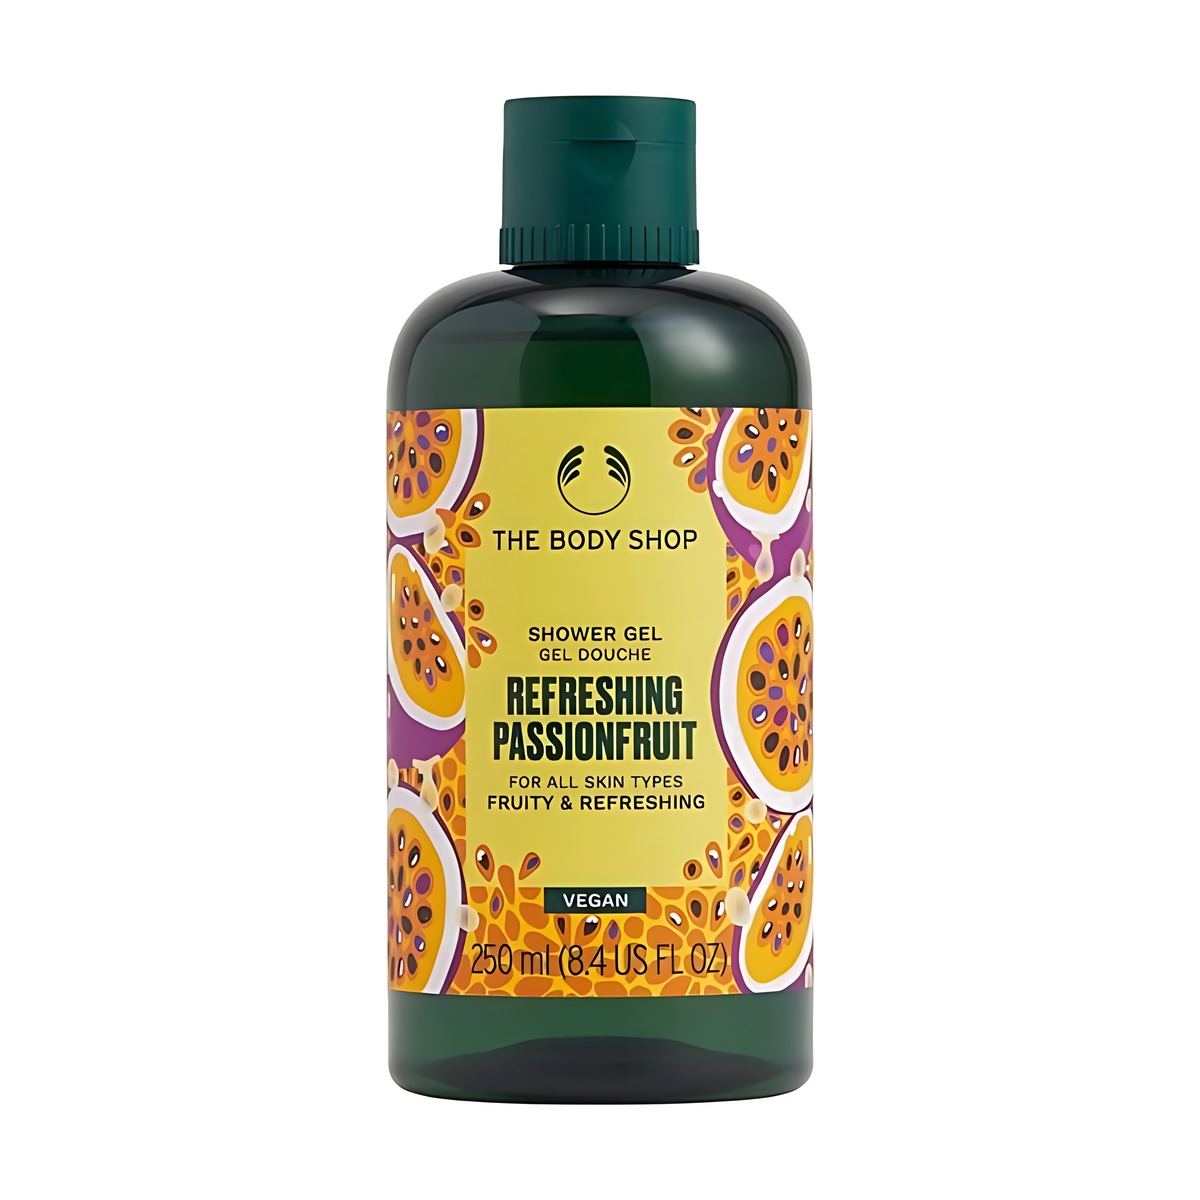 THE BODY SHOP
SHOWER GEL
GEL DOUCHE
REFRESHING
PASSIONFRUIT
FOR ALL SKIN TYPES
FRUITY & REFRESHING
VEGAN
250 ml (8.4 US FL OZ)